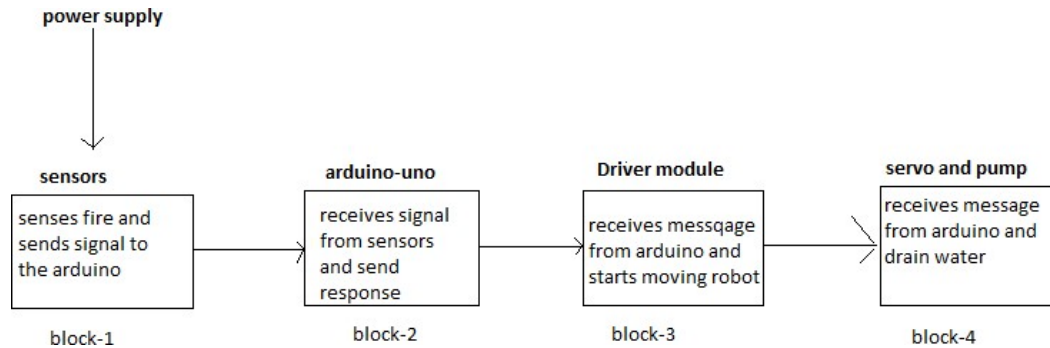 power supply
sensors
senses fire and
sends signal to
the arduino
block-1
arduino-uno
receives signal
from sensors
and send
response
block-2
Driver module
receives messqage
from arduino and
starts moving robot
block-3
servo and pump
receives message
from arduino and
drain water
block-4